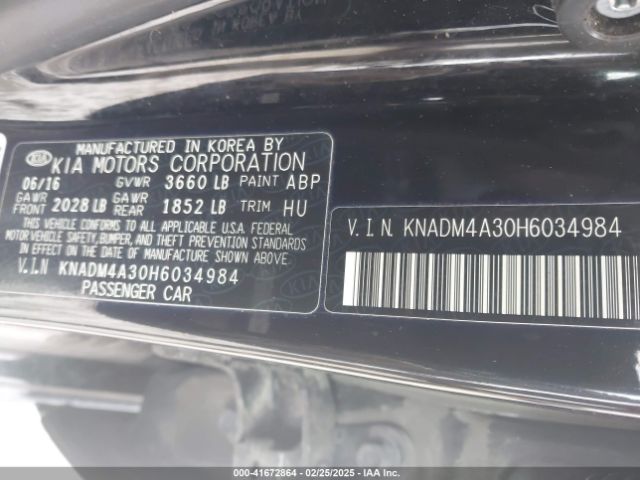 MANUFACTURED IN KOREA BY
KIA MOTORS CORPORATION
06/16 GVWR 3660 LB PAINT ABP
GAWR FRONT 2028 LB GAWR REAR 1852 LB TRIM HU
THIS VEHICLE CONFORMS TO ALL APPLICABLE U.S.A. FEDERAL
MOTOR VEHICLE SAFETY, BUMPER, AND THEFT PREVENTION STANDARDS
IN EFFECT ON THE DATE OF MANUFACTURE SHOWN ABOVE.
V.I.N KNADM4A30H6034984
PASSENGER CAR
V.I.N. KNADM4A30H6034984
000-41672864 / 02/25/2025 - IAA Inc.